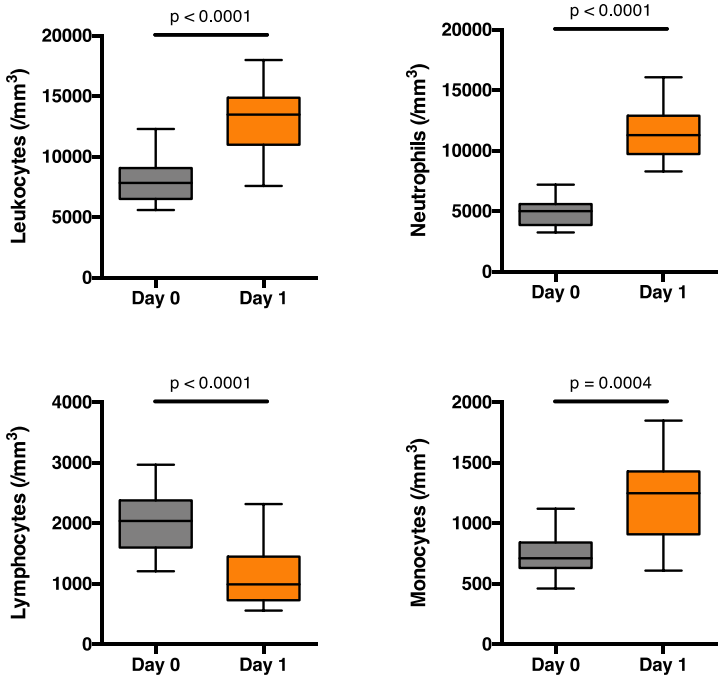 p < 0.0001
Leukocytes (/mm³)
20000
15000
10000
5000
0
Day 0 Day 1
p < 0.0001
Neutrophils (/mm³)
20000
15000
10000
5000
0
Day 0 Day 1
p < 0.0001
Lymphocytes (/mm³)
4000
3000
2000
1000
0
Day 0 Day 1
p = 0.0004
Monocytes (/mm³)
2000
1500
1000
500
0
Day 0 Day 1